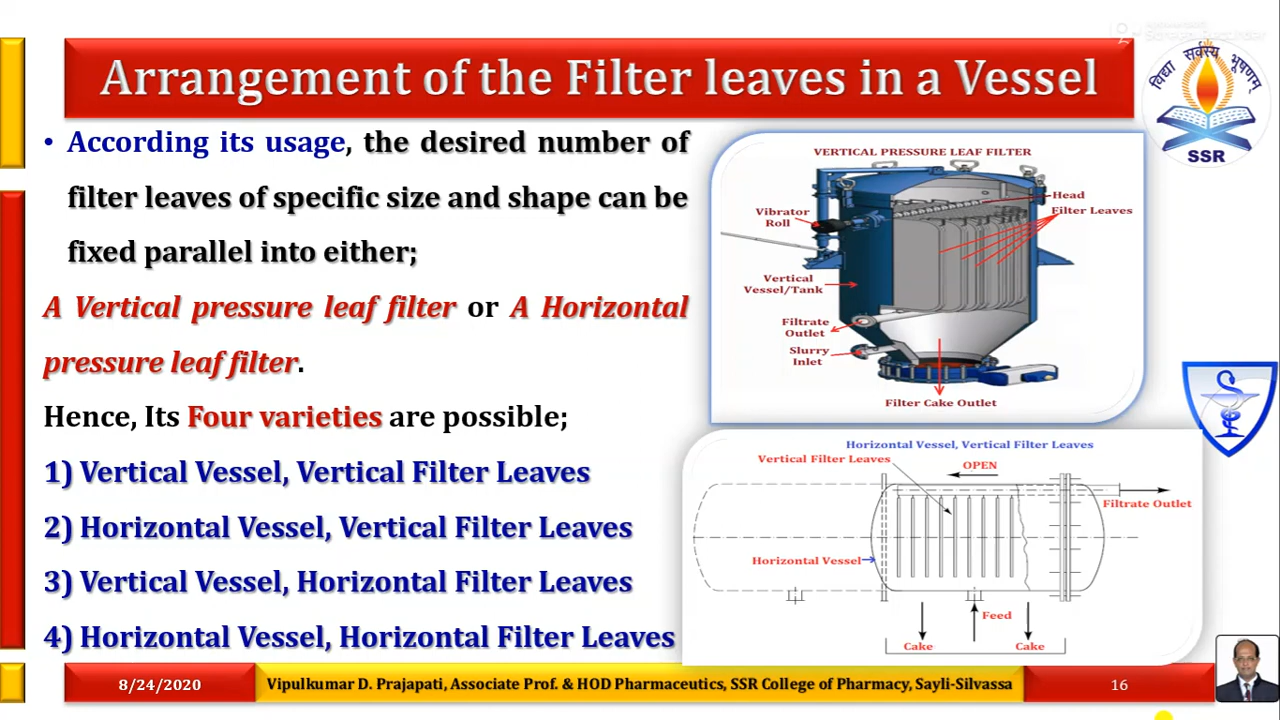 Arrangement of the Filter leaves in a Vessel
विद्या सर्वस्य भूषणम्
SSR
• According its usage, the desired number of
filter leaves of specific size and shape can be
fixed parallel into either;
A Vertical pressure leaf filter or A Horizontal
pressure leaf filter.
Hence, Its Four varieties are possible;
1) Vertical Vessel, Vertical Filter Leaves
2) Horizontal Vessel, Vertical Filter Leaves
3) Vertical Vessel, Horizontal Filter Leaves
4) Horizontal Vessel, Horizontal Filter Leaves
VERTICAL PRESSURE LEAF FILTER
Head
Filter Leaves
Vibrator
Roll
Vertical
Vessel/Tank
Filtrate
Outlet
Slurry
Inlet
Filter Cake Outlet
Horizontal Vessel, Vertical Filter Leaves
Vertical Filter Leaves
OPEN
Filtrate Outlet
Horizontal Vessel
Feed
Cake
Cake
8/24/2020
Vipulkumar D. Prajapati, Associate Prof. & HOD Pharmaceutics, SSR College of Pharmacy, Sayli-Silvassa
16